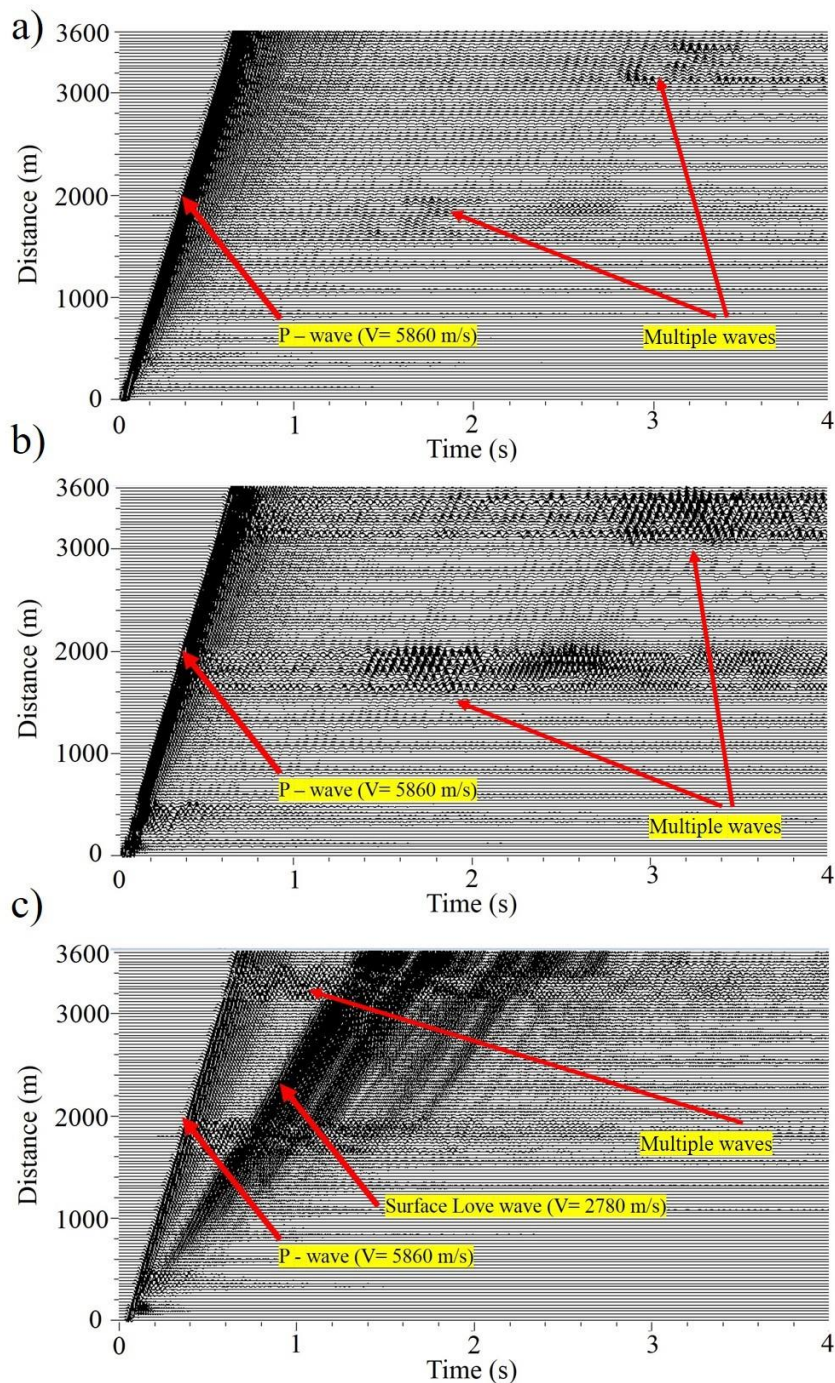 a)
3600
3000
2000
1000
0
Distance (m)
P – wave (V= 5860 m/s)
Multiple waves
0 1 2 3 4
Time (s)
b)
3600
3000
2000
1000
0
Distance (m)
P – wave (V= 5860 m/s)
Multiple waves
0 1 2 3 4
Time (s)
c)
3600
3000
2000
1000
0
Distance (m)
Multiple waves
Surface Love wave (V= 2780 m/s)
P - wave (V= 5860 m/s)
0 1 2 3 4
Time (s)